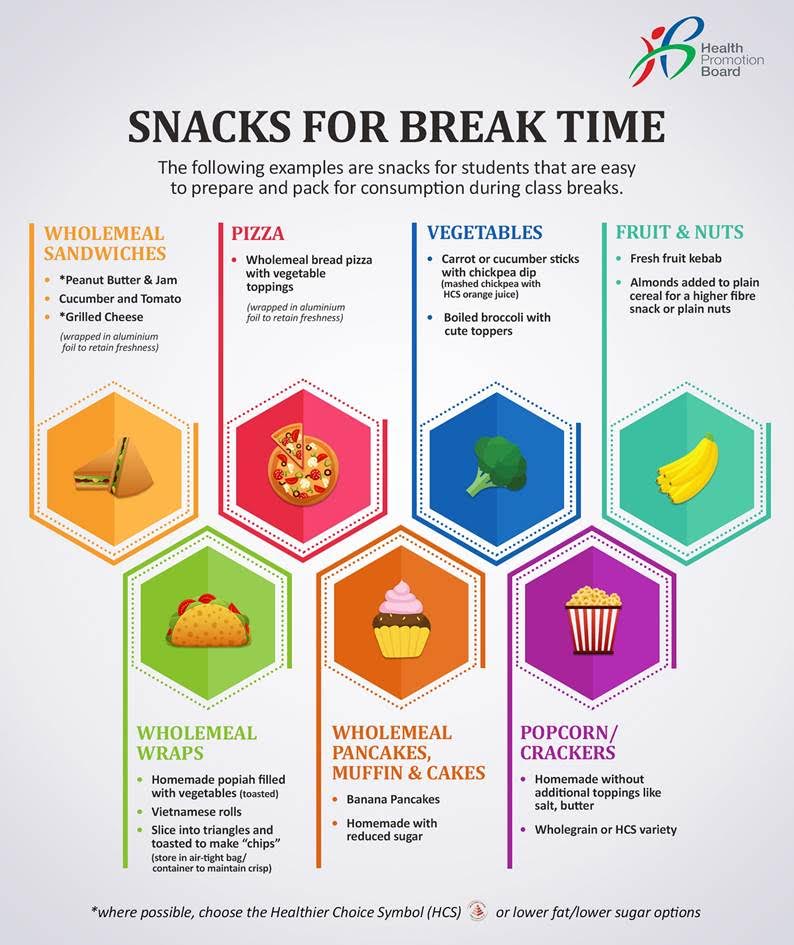 Health
Promotion
Board
SNACKS FOR BREAK TIME
The following examples are snacks for students that are easy
to prepare and pack for consumption during class breaks.
WHOLEMEAL
SANDWICHES
• *Peanut Butter & Jam
• Cucumber and Tomato
• *Grilled Cheese
(wrapped in aluminium
foil to retain freshness)
PIZZA
• Wholemeal bread pizza
with vegetable
toppings
(wrapped in aluminium
foil to retain freshness)
VEGETABLES
• Carrot or cucumber sticks
with chickpea dip
(mashed chickpea with
HCS orange juice)
• Boiled broccoli with
cute toppers
FRUIT & NUTS
• Fresh fruit kebab
• Almonds added to plain
cereal for a higher fibre
snack or plain nuts
WHOLEMEAL
WRAPS
• Homemade popiah filled
with vegetables (toasted)
• Vietnamese rolls
• Slice into triangles and
toasted to make “chips”
(store in air-tight bag/
container to maintain crisp)
WHOLEMEAL
PANCAKES,
MUFFIN & CAKES
• Banana Pancakes
• Homemade with
reduced sugar
POPCORN/
CRACKERS
• Homemade without
additional toppings like
salt, butter
• Wholegrain or HCS variety
*where possible, choose the Healthier Choice Symbol (HCS) or lower fat/lower sugar options